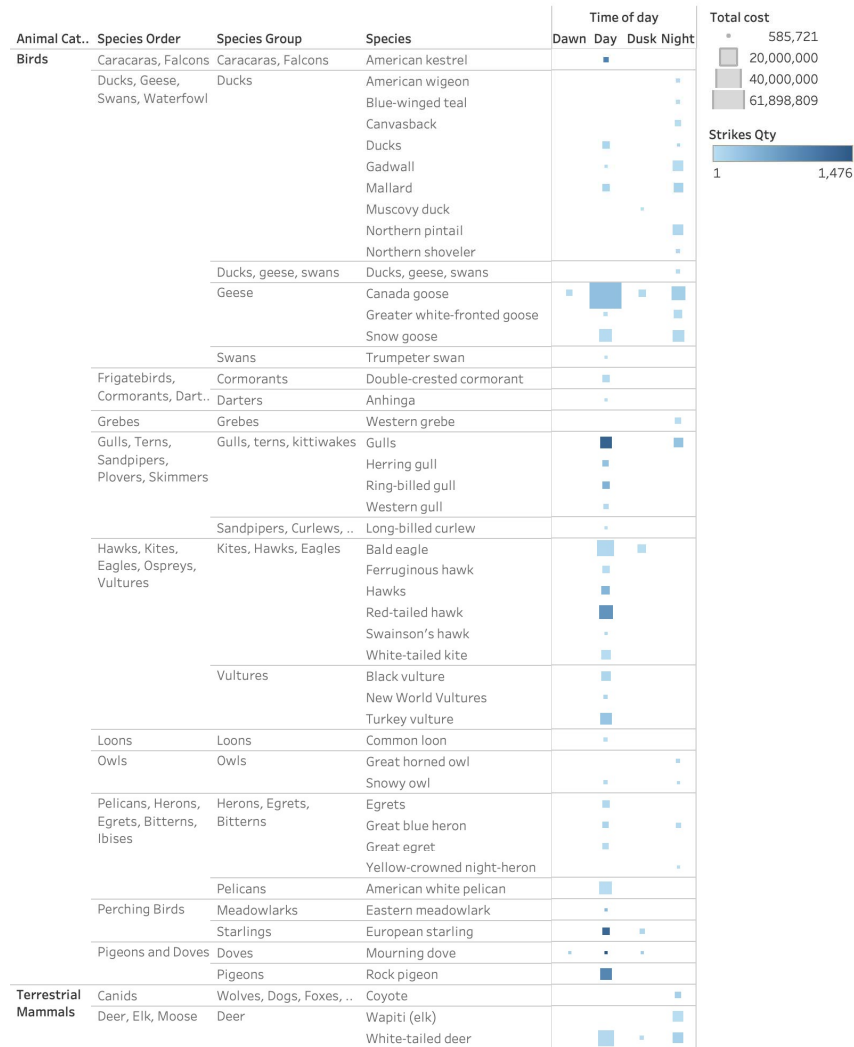 Time of day
Animal Cat.. Species Order Species Group Species Dawn Day Dusk Night
Birds Caracaras, Falcons Caracaras, Falcons American kestrel
Ducks, Geese, Ducks American wigeon
Swans, Waterfowl Blue-winged teal
Canvasback
Ducks
Gadwall
Mallard
Muscovy duck
Northern pintail
Northern shoveler
Ducks, geese, swans Ducks, geese, swans
Geese Canada goose
Greater white-fronted goose
Snow goose
Swans Trumpeter swan
Frigatebirds, Cormorants Double-crested cormorant
Cormorants, Dart.. Darters Anhinga
Grebes Grebes Western grebe
Gulls, Terns, Gulls, terns, kittiwakes Gulls
Sandpipers, Herring gull
Plovers, Skimmers Ring-billed gull
Western gull
Sandpipers, Curlews, .. Long-billed curlew
Hawks, Kites, Kites, Hawks, Eagles Bald eagle
Eagles, Ospreys, Ferruginous hawk
Vultures Hawks
Red-tailed hawk
Swainson's hawk
White-tailed kite
Vultures Black vulture
New World Vultures
Turkey vulture
Loons Loons Common loon
Owls Owls Great horned owl
Snowy owl
Pelicans, Herons, Herons, Egrets, Egrets
Egrets, Bitterns, Bitterns Great blue heron
Ibises Great egret
Yellow-crowned night-heron
Pelicans American white pelican
Perching Birds Meadowlarks Eastern meadowlark
Starlings European starling
Pigeons and Doves Doves Mourning dove
Pigeons Rock pigeon
Terrestrial Canids Wolves, Dogs, Foxes, .. Coyote
Mammals Deer, Elk, Moose Deer Wapiti (elk)
White-tailed deer
Total cost
585,721
20,000,000
40,000,000
61,898,809
Strikes Qty
1 1,476